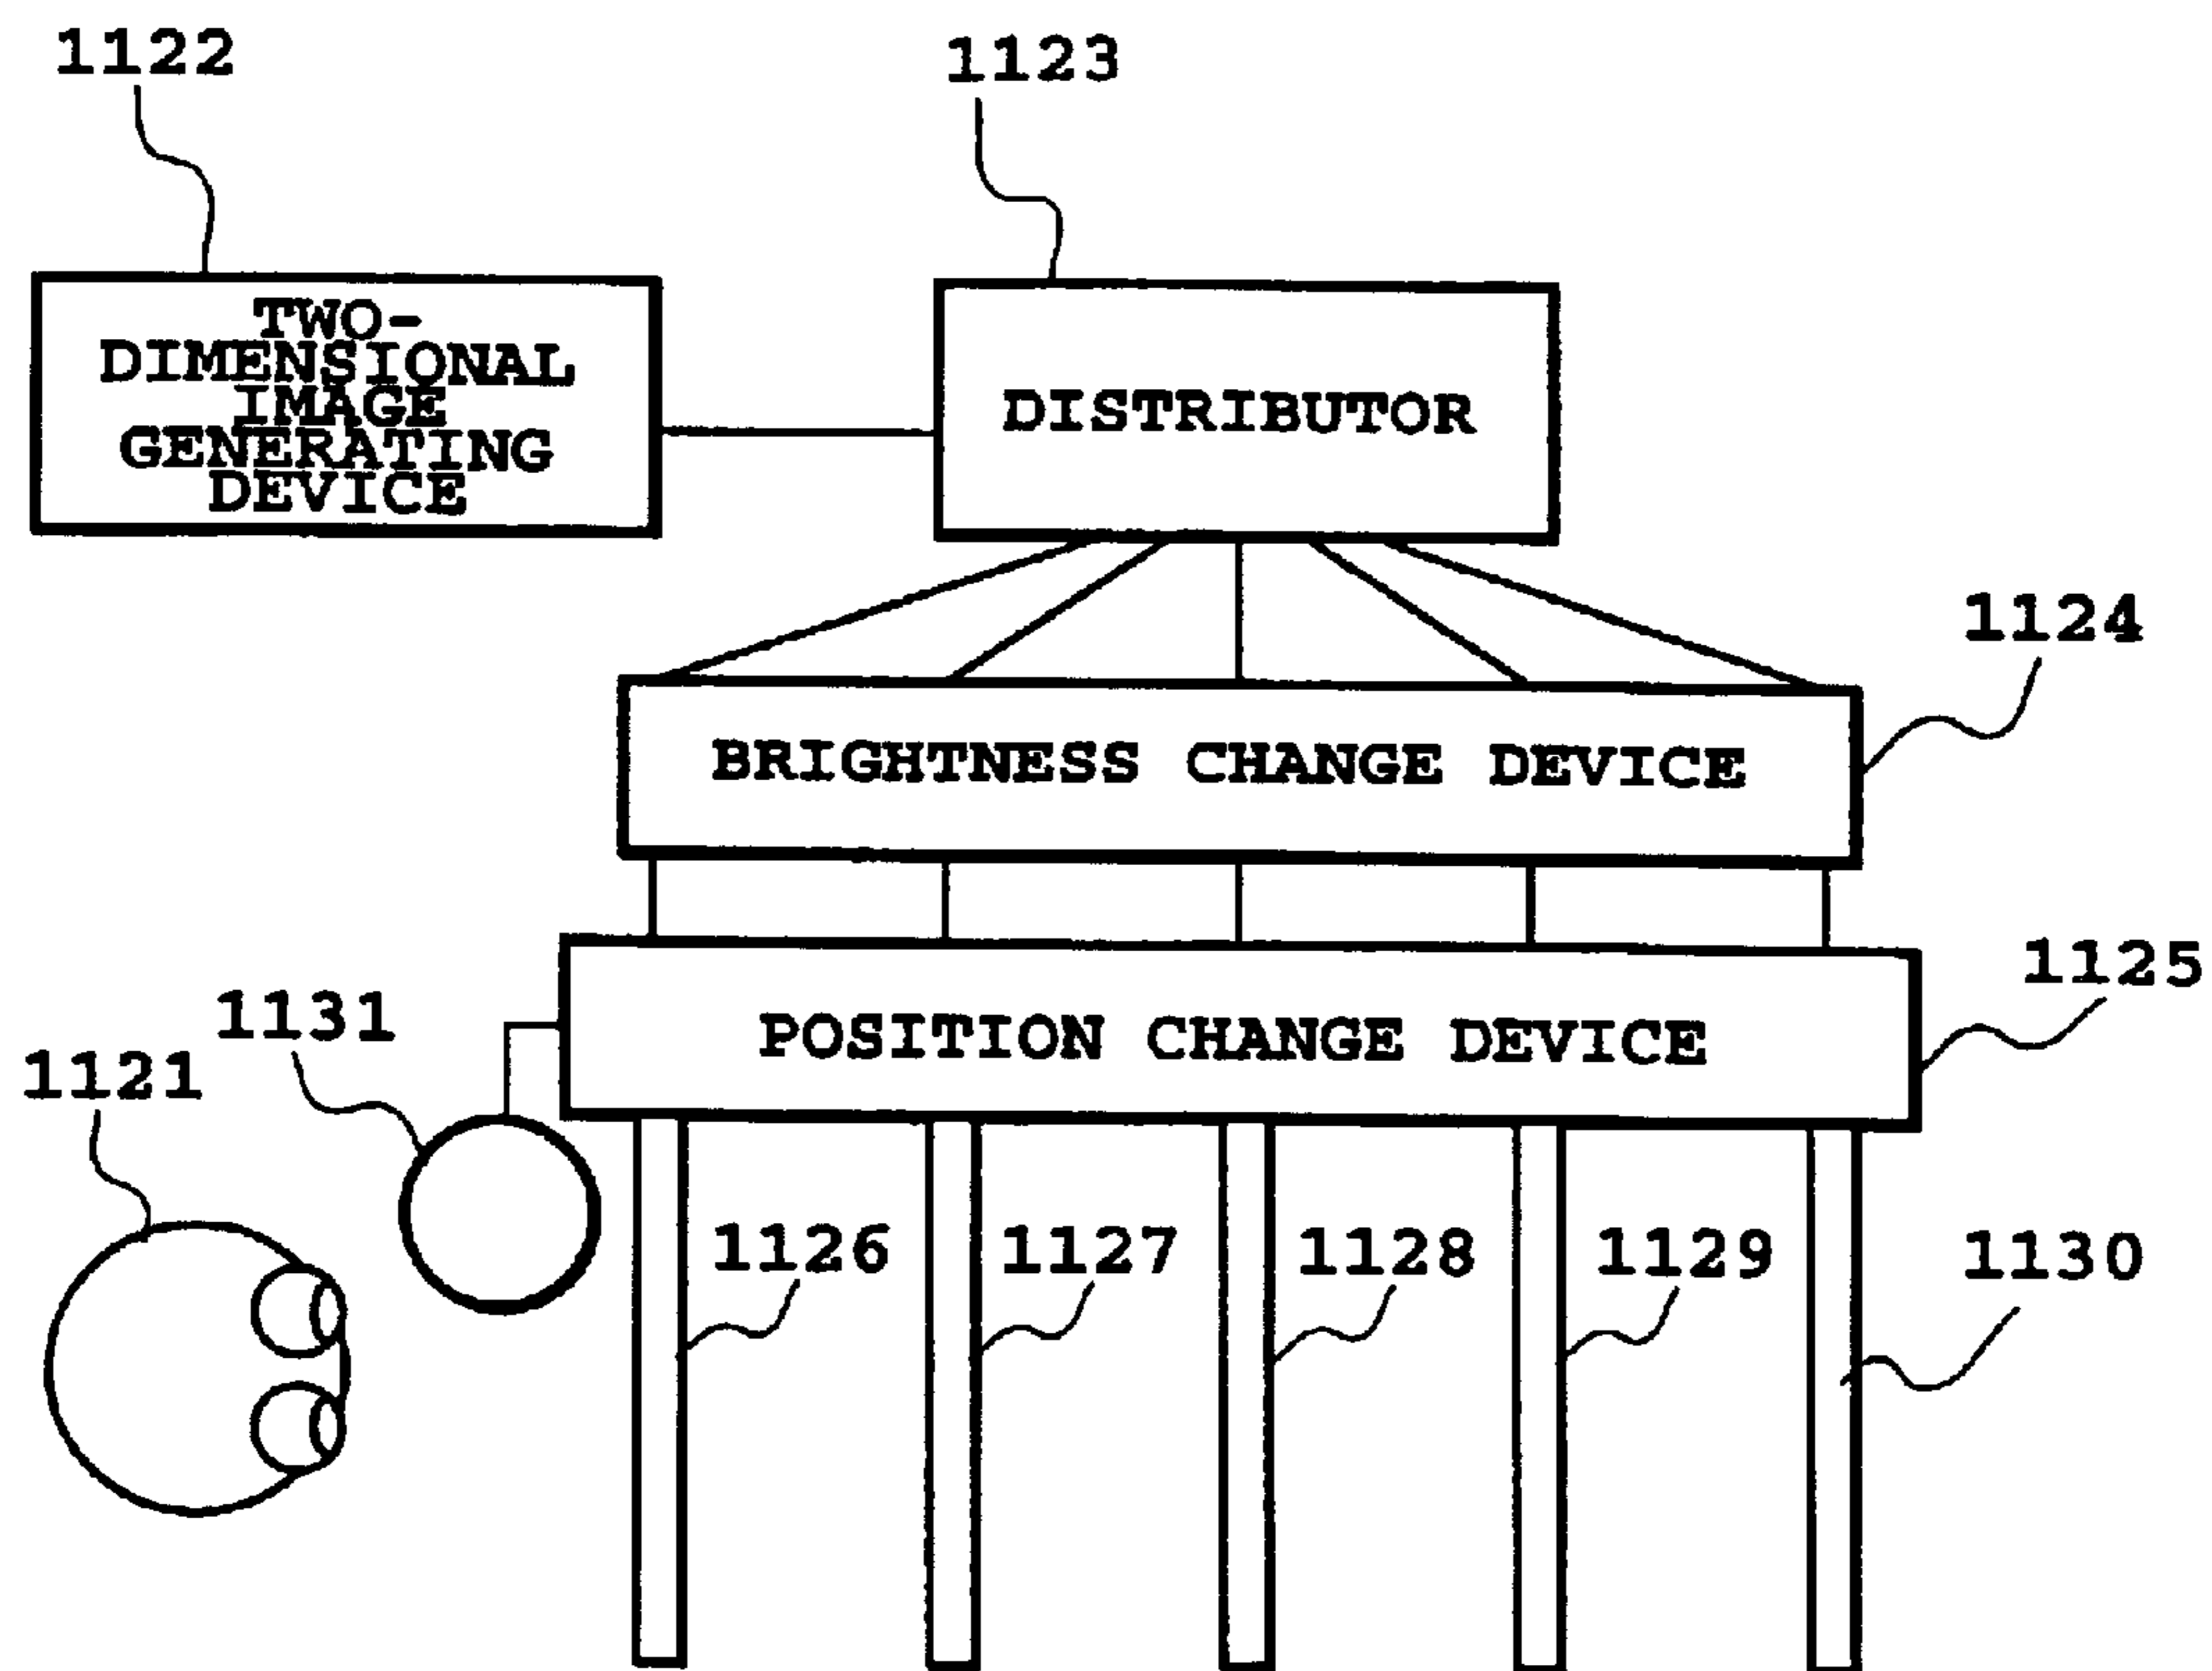 1122
1123
TWO-
DIMENSIONAL
IMAGE
GENERATING
DEVICE
DISTRIBUTOR
1124
BRIGHTNESS CHANGE DEVICE
1125
POSITION CHANGE DEVICE
1131
1121
1126
1127
1128
1129
1130